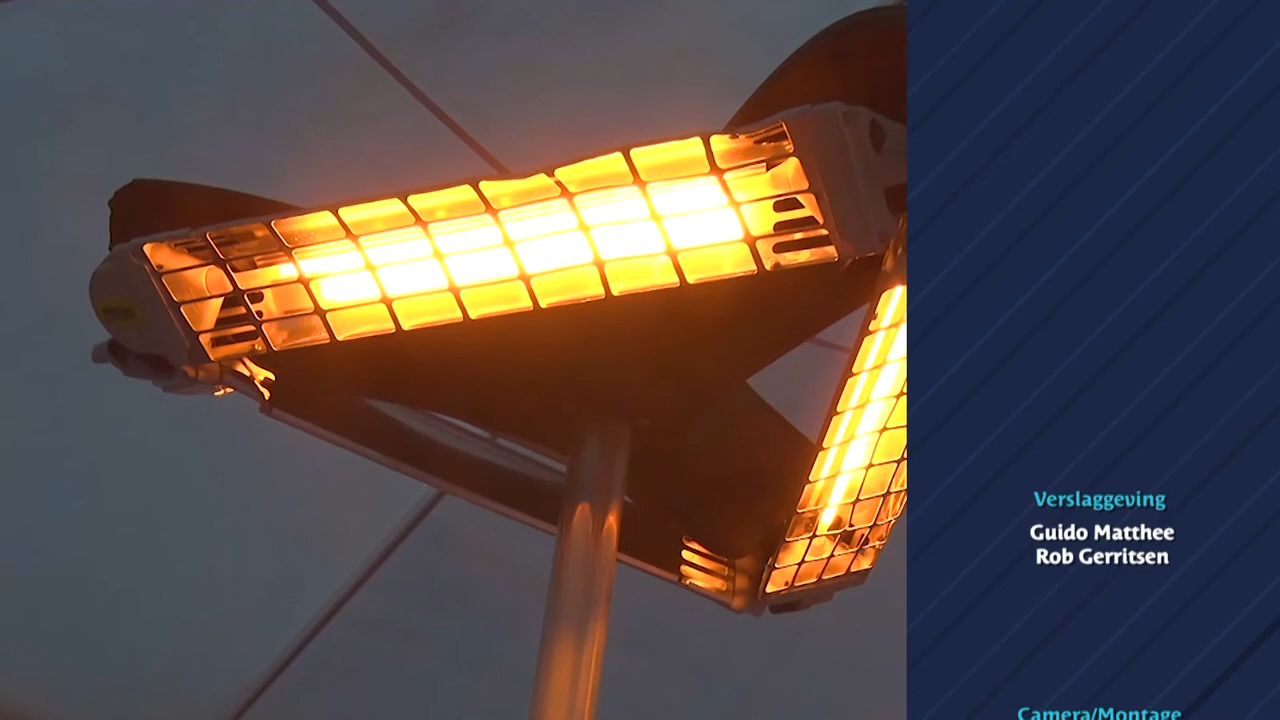 Verslaggeving
Guido Matthee
Rob Gerritsen
Camera/Montage